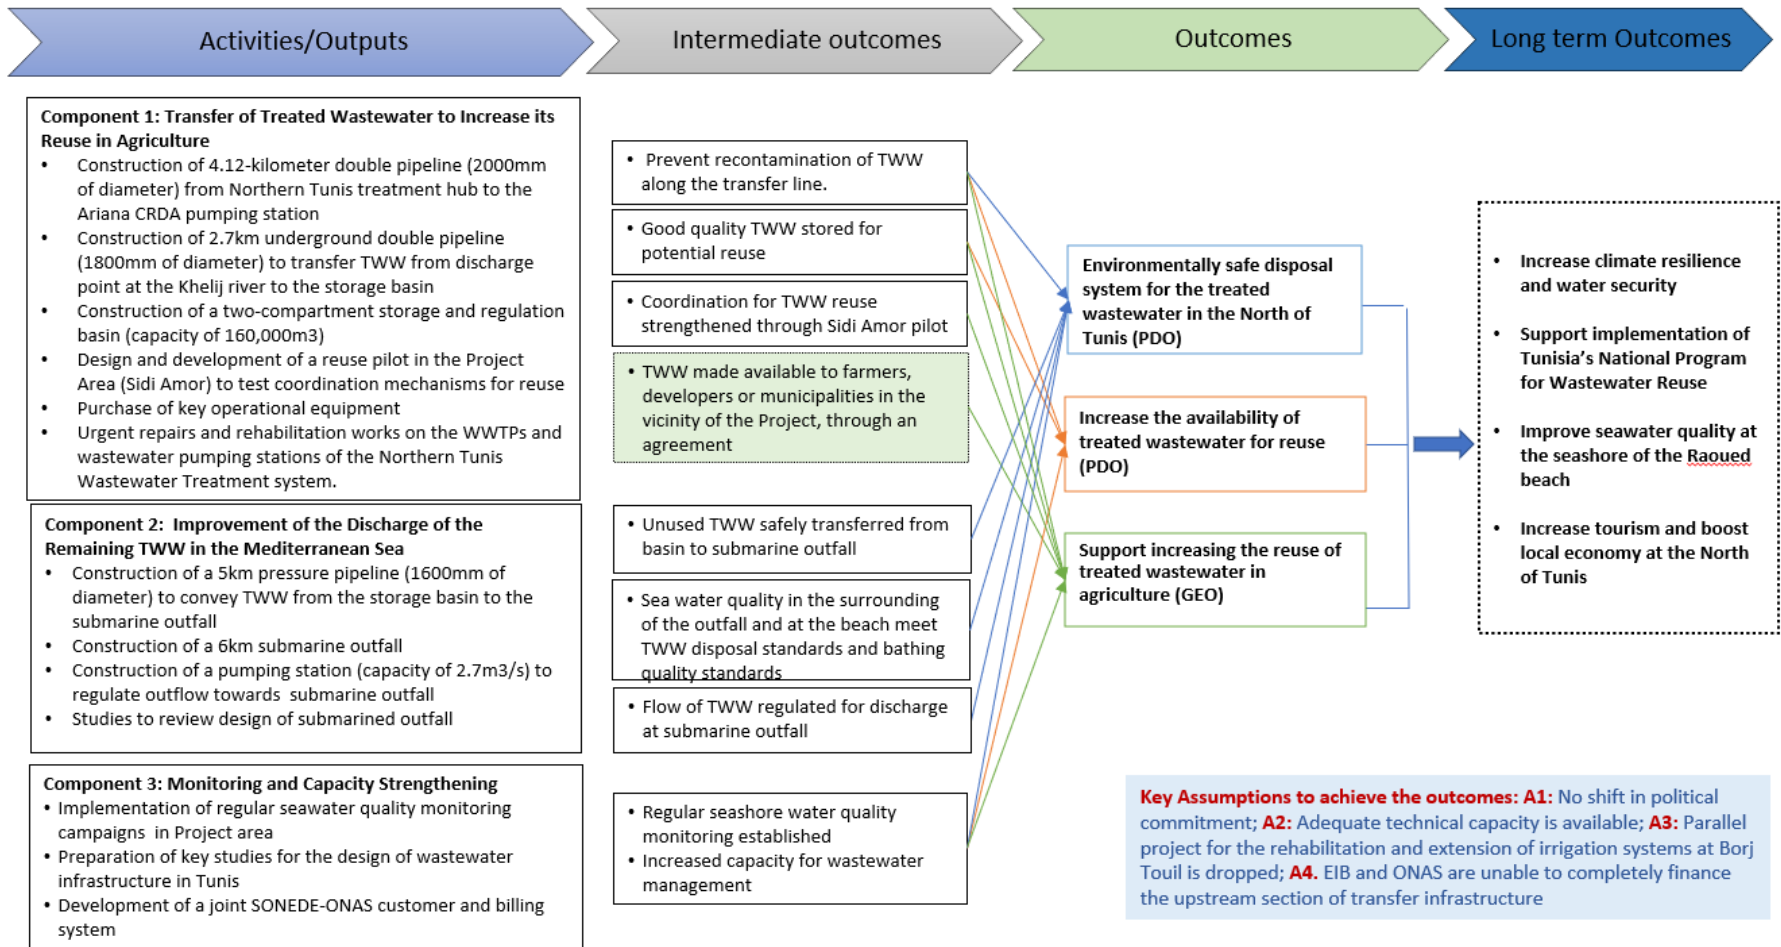 Activities/Outputs
Intermediate outcomes
Outcomes
Long term Outcomes
Component 1: Transfer of Treated Wastewater to Increase its
Reuse in Agriculture
• Construction of 4.12-kilometer double pipeline (2000mm
of diameter) from Northern Tunis treatment hub to the
Ariana CRDA pumping station
• Construction of 2.7km underground double pipeline
(1800mm of diameter) to transfer TWW from discharge
point at the Khelij river to the storage basin
• Construction of a two-compartment storage and regulation
basin (capacity of 160,000m3)
• Design and development of a reuse pilot in the Project
Area (Sidi Amor) to test coordination mechanisms for reuse
• Purchase of key operational equipment
• Urgent repairs and rehabilitation works on the WWTPs and
wastewater pumping stations of the Northern Tunis
Wastewater Treatment system.
Component 2: Improvement of the Discharge of the
Remaining TWW in the Mediterranean Sea
• Construction of a 5km pressure pipeline (1600mm of
diameter) to convey TWW from the storage basin to the
submarine outfall
• Construction of a 6km submarine outfall
• Construction of a pumping station (capacity of 2.7m3/s) to
regulate outflow towards submarine outfall
• Studies to review design of submarined outfall
Component 3: Monitoring and Capacity Strengthening
• Implementation of regular seawater quality monitoring
campaigns in Project area
• Preparation of key studies for the design of wastewater
infrastructure in Tunis
• Development of a joint SONEDE-ONAS customer and billing
system
• Prevent recontamination of TWW
along the transfer line.
• Good quality TWW stored for
potential reuse
• Coordination for TWW reuse
strengthened through Sidi Amor pilot
• TWW made available to farmers,
developers or municipalities in the
vicinity of the Project, through an
agreement
• Unused TWW safely transferred from
basin to submarine outfall
• Sea water quality in the surrounding
of the outfall and at the beach meet
TWW disposal standards and bathing
quality standards
• Flow of TWW regulated for discharge
at submarine outfall
• Regular seashore water quality
monitoring established
• Increased capacity for wastewater
management
Environmentally safe disposal
system for the treated
wastewater in the North of
Tunis (PDO)
Increase the availability of
treated wastewater for reuse
(PDO)
Support increasing the reuse of
treated wastewater in
agriculture (GEO)
• Increase climate resilience
and water security
• Support implementation of
Tunisia's National Program
for Wastewater Reuse
• Improve seawater quality at
the seashore of the Raoued
beach
• Increase tourism and boost
local economy at the North
of Tunis
Key Assumptions to achieve the outcomes: A1: No shift in political
commitment; A2: Adequate technical capacity is available; A3: Parallel
project for the rehabilitation and extension of irrigation systems at Borj
Touil is dropped; A4. EIB and ONAS are unable to completely finance
the upstream section of transfer infrastructure